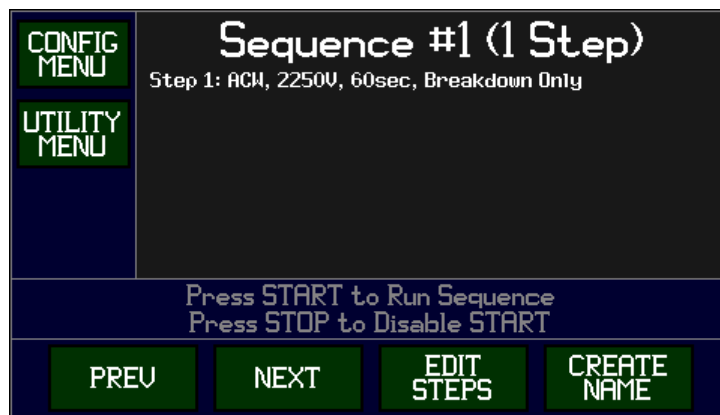 CONFIG
MENU
UTILITY
MENU
Sequence #1 (1 Step)
Step 1: ACW, 2250V, 60sec, Breakdown Only
Press START to Run Sequence
Press STOP to Disable START
PREV
NEXT
EDIT
STEPS
CREATE
NAME